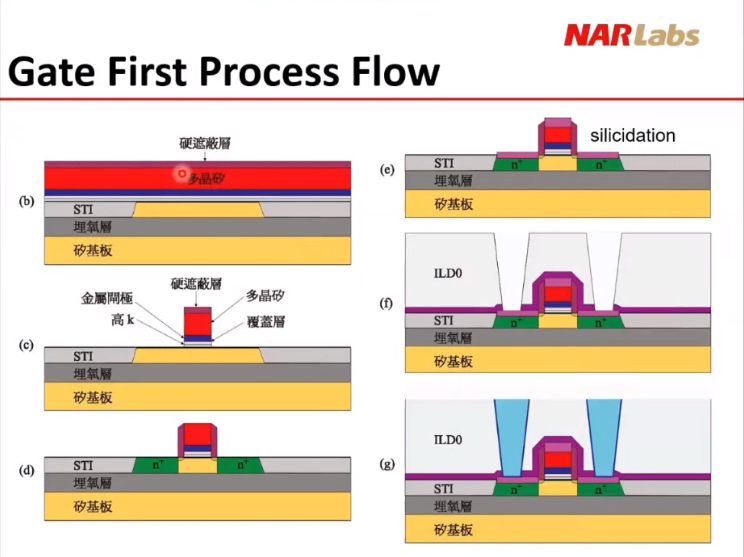 NARLabs
Gate First Process Flow
硬遮蔽層
多晶矽
(b)
STI
埋氧層
矽基板
硬遮蔽層
金屬閘極
多晶矽
高 k
覆蓋層
(c)
STI
埋氧層
矽基板
(d)
STI
n+
n+
埋氧層
矽基板
silicidation
(e)
STI
n+
n+
埋氧層
矽基板
ILD0
(f)
STI
n+
n+
埋氧層
矽基板
ILD0
(g)
STI
n+
n+
埋氧層
矽基板